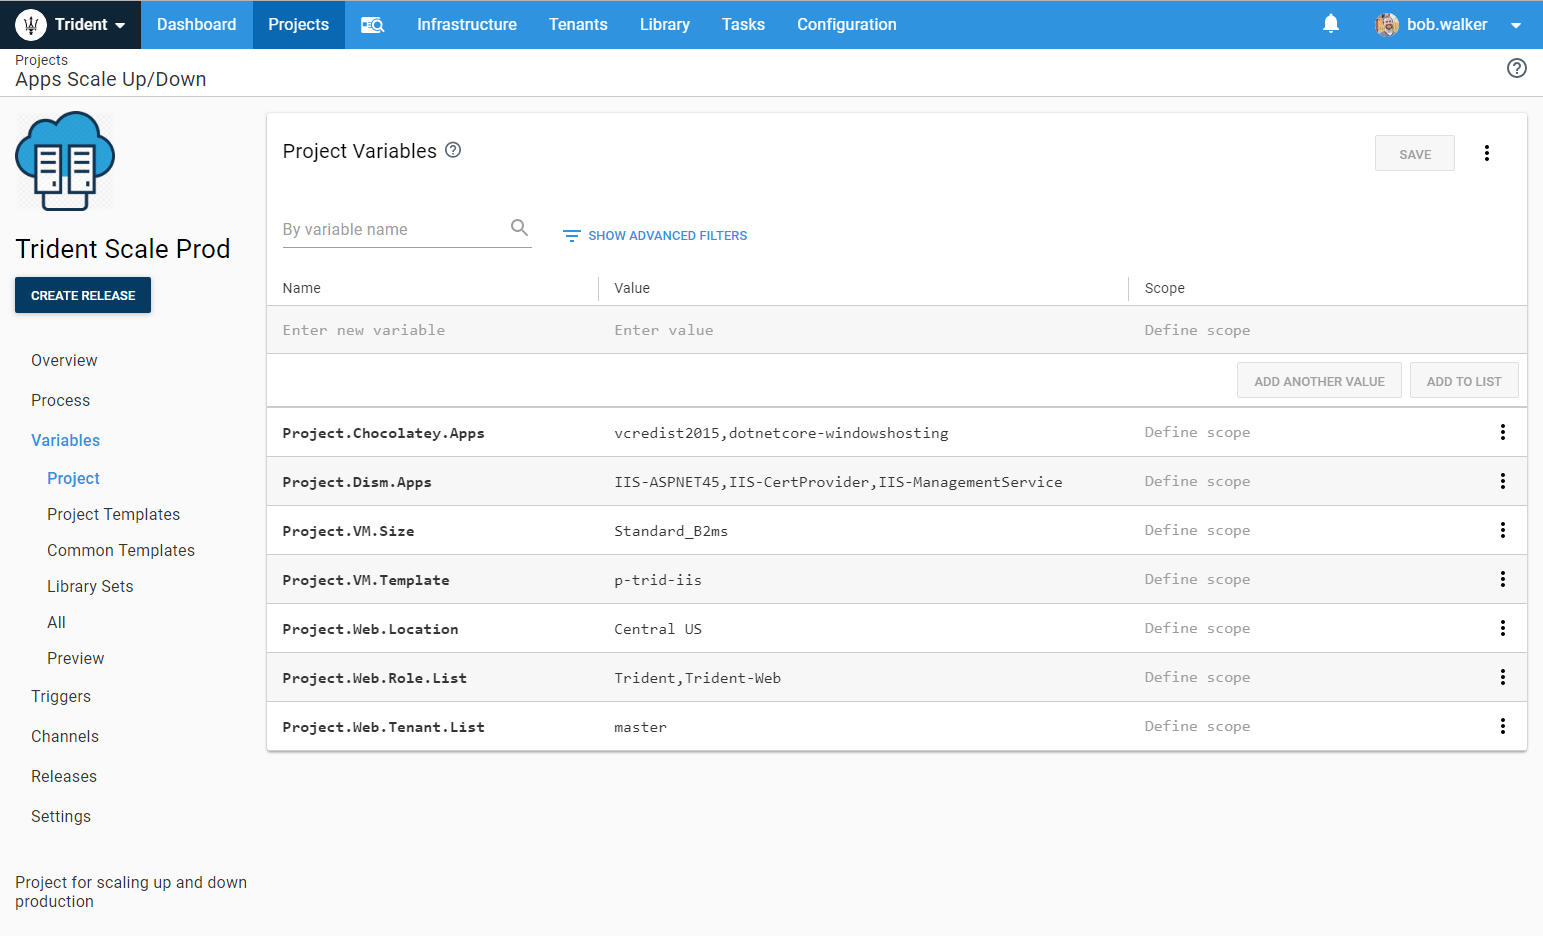 Trident Dashboard Projects Infrastructure Tenants Library Tasks Configuration bob.walker
Projects
Apps Scale Up/Down
Trident Scale Prod
CREATE RELEASE
Overview
Process
Variables
Project
Project Templates
Common Templates
Library Sets
All
Preview
Triggers
Channels
Releases
Settings
Project for scaling up and down
production
Project Variables
SAVE
By variable name
SHOW ADVANCED FILTERS
Name Value Scope
Enter new variable Enter value Define scope
ADD ANOTHER VALUE ADD TO LIST
Project.Chocolatey.Apps vcredist2015,dotnetcore-windowshosting Define scope
Project.Dism.Apps IIS-ASPNET45,IIS-CertProvider,IIS-ManagementService Define scope
Project.VM.Size Standard_B2ms Define scope
Project.VM.Template p-trid-iis Define scope
Project.Web.Location Central US Define scope
Project.Web.Role.List Trident,Trident-Web Define scope
Project.Web.Tenant.List master Define scope